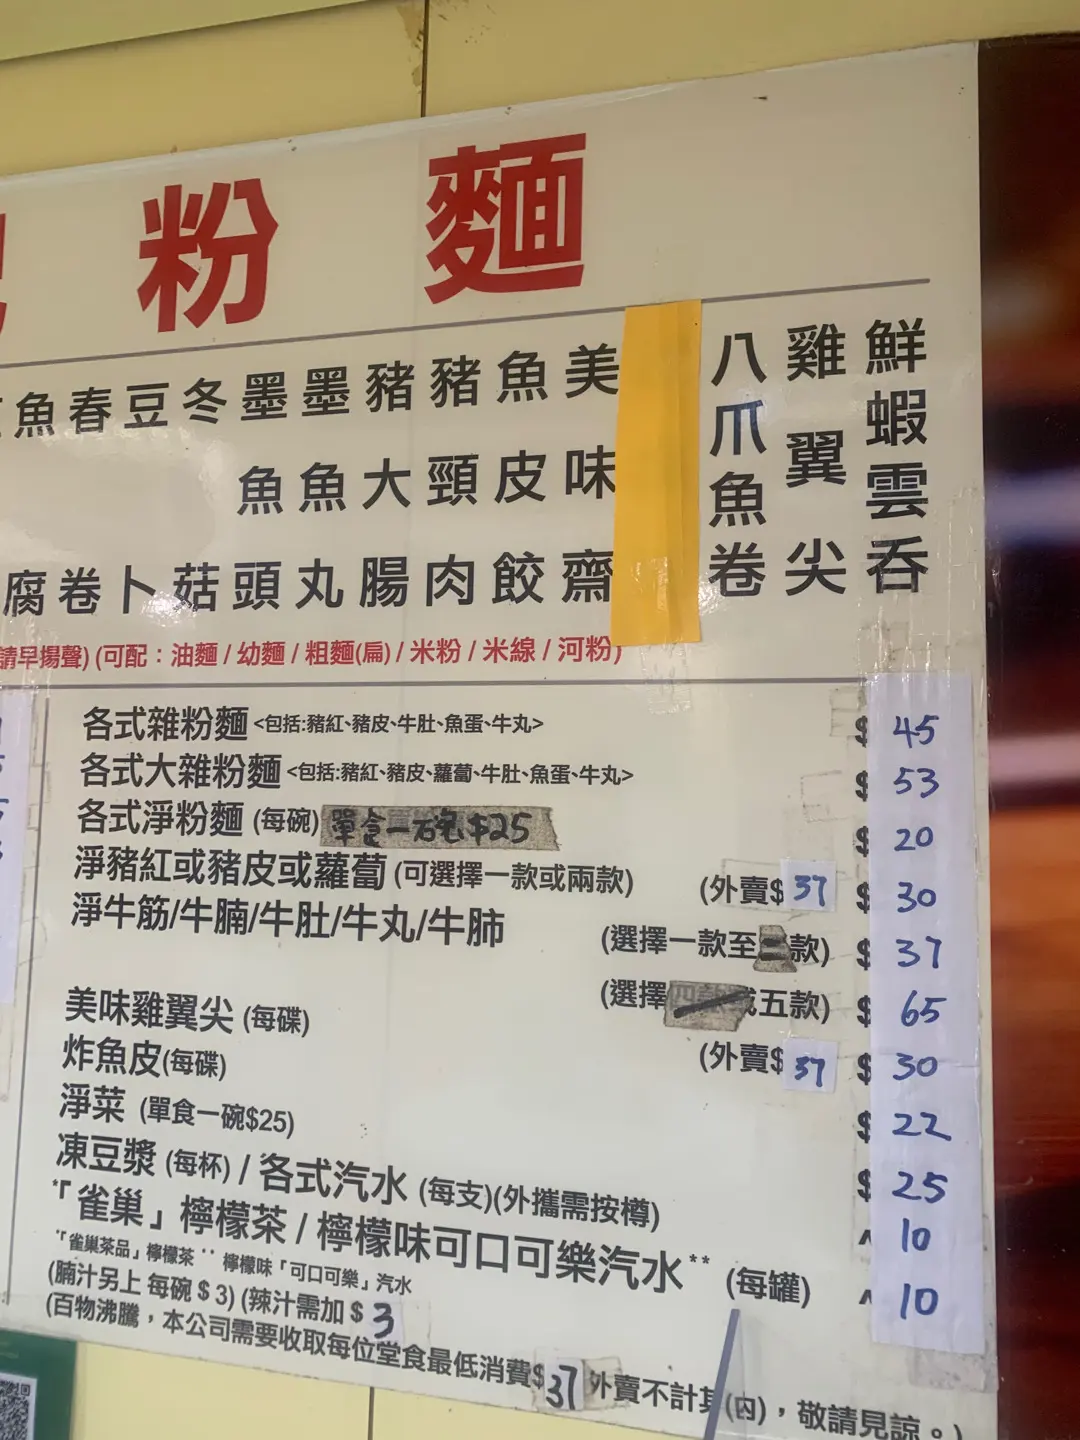 粉麵
鮮蝦雲吞
雞翼尖
八爪魚卷
美味齋
魚皮餃
豬頸肉
豬大腸
墨魚丸
墨魚頭
冬菇
豆卜
春卷
魚腐
請早揚聲) (可配：油麵 / 幼麵 / 粗麵(扁) / 米粉 / 米線 / 河粉)
各式雜粉麵 <包括:豬紅、豬皮、牛肚、魚蛋、牛丸> $ 45
各式大雜粉麵 <包括:豬紅、豬皮、蘿蔔、牛肚、魚蛋、牛丸> $ 53
各式淨粉麵 (每碗) 單食一碗$25 $ 20
淨豬紅或豬皮或蘿蔔 (可選擇一款或兩款) (外賣$ 37 $ 30
淨牛筋/牛腩/牛肚/牛丸/牛肺 (選擇一款至三款) $ 37
(選擇四款或五款) $ 65
美味雞翼尖 (每碟) (外賣$ 37 $ 30
炸魚皮(每碟) $ 22
淨菜 (單食一碗$25) $ 25
凍豆漿 (每杯) / 各式汽水 (每支)(外攜需按樽) 10
*「雀巢」檸檬茶 / 檸檬味可口可樂汽水** (每罐) 10
*「雀巢茶品」檸檬茶 ** 檸檬味「可口可樂」汽水
(腩汁另上 每碗 $ 3) (辣汁需加 $ 3
(百物沸騰，本公司需要收取每位堂食最低消費$ 37 外賣不計其(內)，敬請見諒。)